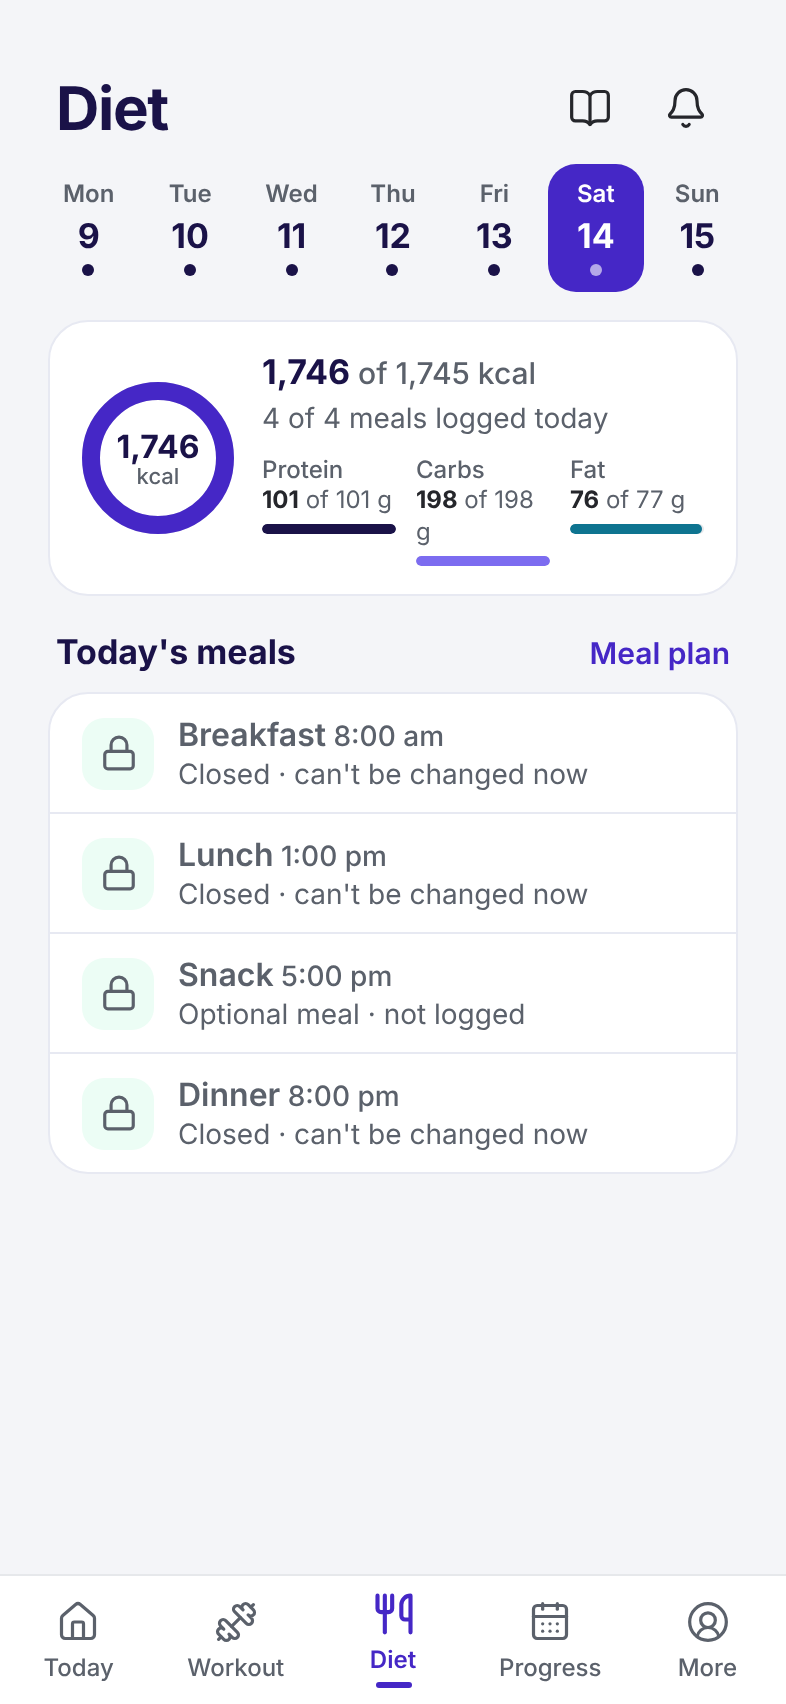 Diet
Mon Tue Wed Thu Fri Sat Sun
9 10 11 12 13 14 15
1,746 of 1,745 kcal
4 of 4 meals logged today
1,746
kcal
Protein Carbs Fat
101 of 101 g 198 of 198 76 of 77 g
g
Today's meals Meal plan
Breakfast 8:00 am
Closed · can't be changed now
Lunch 1:00 pm
Closed · can't be changed now
Snack 5:00 pm
Optional meal · not logged
Dinner 8:00 pm
Closed · can't be changed now
Today Workout Diet Progress More